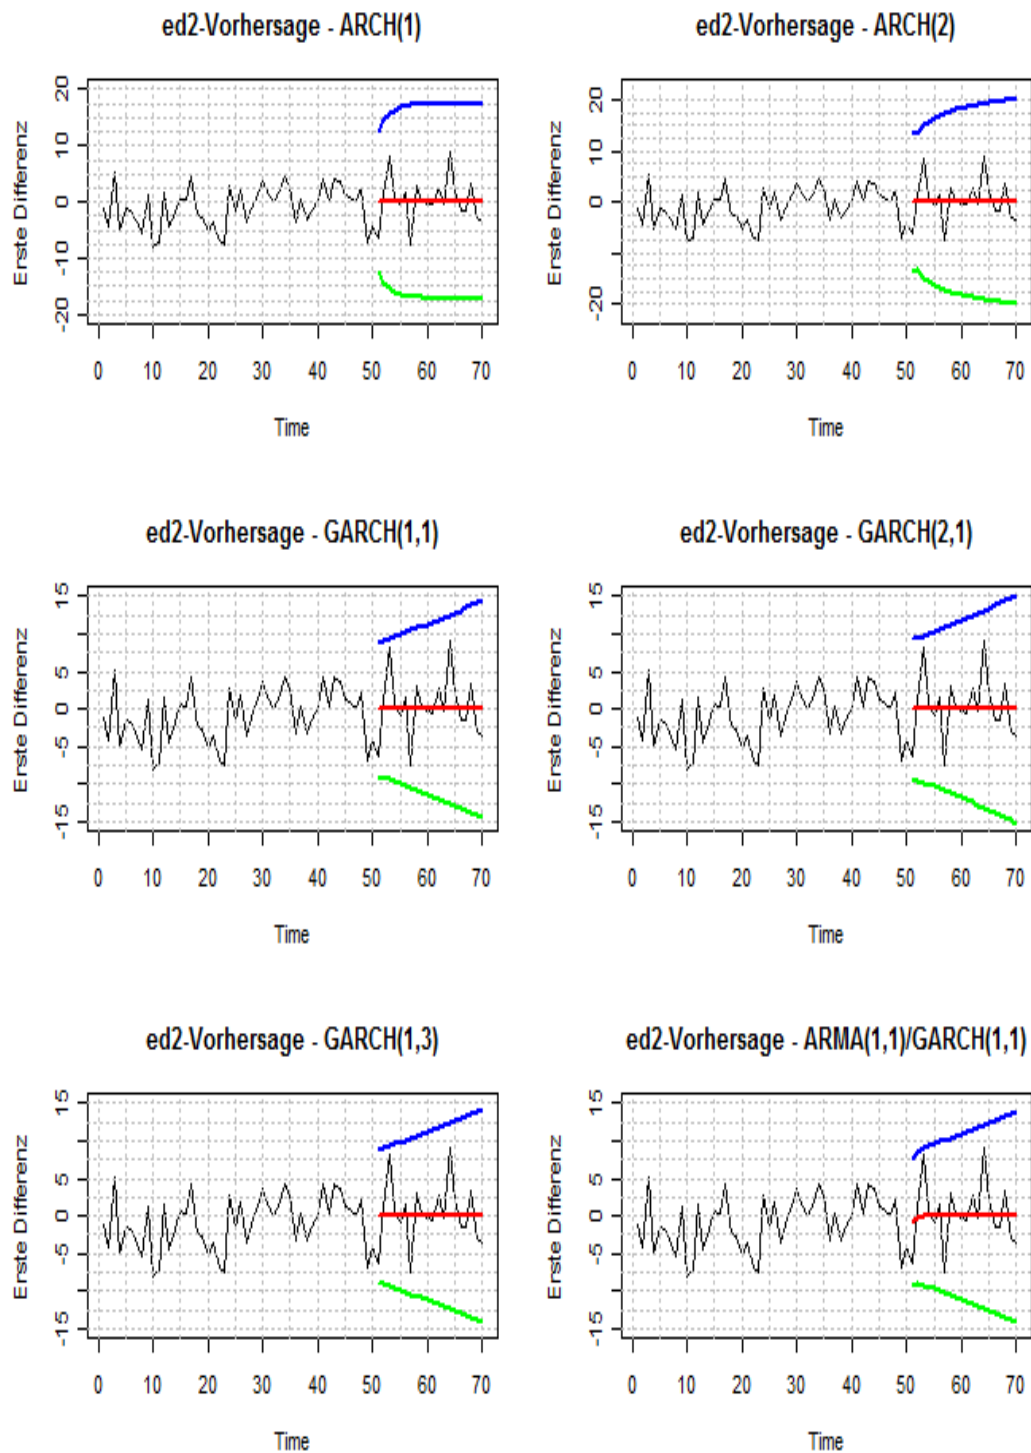 ed2-Vorhersage - ARCH(1)
Erste Differenz
20
10
0
-10
-20
0 10 20 30 40 50 60 70
Time
ed2-Vorhersage - ARCH(2)
Erste Differenz
20
10
0
-20
0 10 20 30 40 50 60 70
Time
ed2-Vorhersage - GARCH(1,1)
Erste Differenz
15
5
0
-5
-15
0 10 20 30 40 50 60 70
Time
ed2-Vorhersage - GARCH(2,1)
Erste Differenz
15
5
0
-5
-15
0 10 20 30 40 50 60 70
Time
ed2-Vorhersage - GARCH(1,3)
Erste Differenz
15
5
0
-5
-15
0 10 20 30 40 50 60 70
Time
ed2-Vorhersage - ARMA(1,1)/GARCH(1,1)
Erste Differenz
15
5
0
-5
-15
0 10 20 30 40 50 60 70
Time